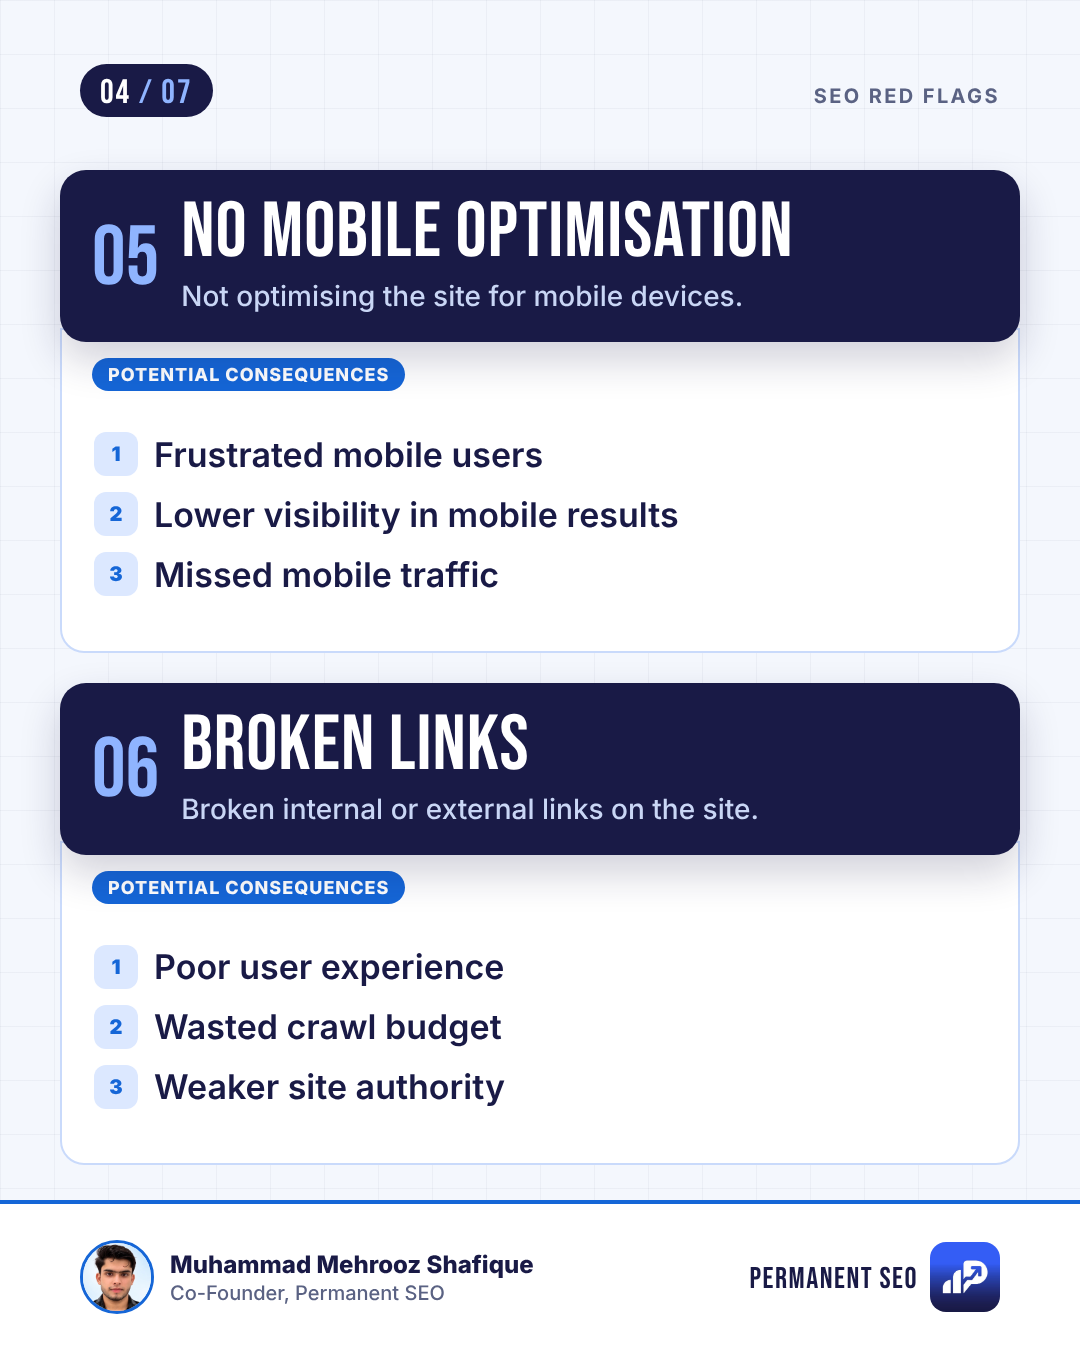 04 / 07
SEO RED FLAGS
05
NO MOBILE OPTIMISATION
Not optimising the site for mobile devices.
POTENTIAL CONSEQUENCES
1 Frustrated mobile users
2 Lower visibility in mobile results
3 Missed mobile traffic
06
BROKEN LINKS
Broken internal or external links on the site.
POTENTIAL CONSEQUENCES
1 Poor user experience
2 Wasted crawl budget
3 Weaker site authority
Muhammad Mehrooz Shafique
Co-Founder, Permanent SEO
PERMANENT SEO